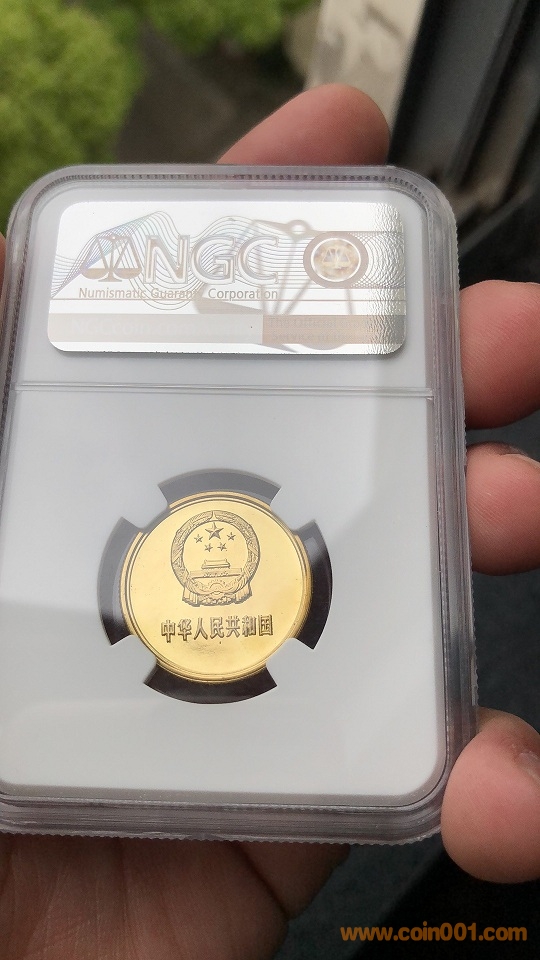 NGC
Numismatic Guaranty Corporation
中华人民共和国
www.coin001.com